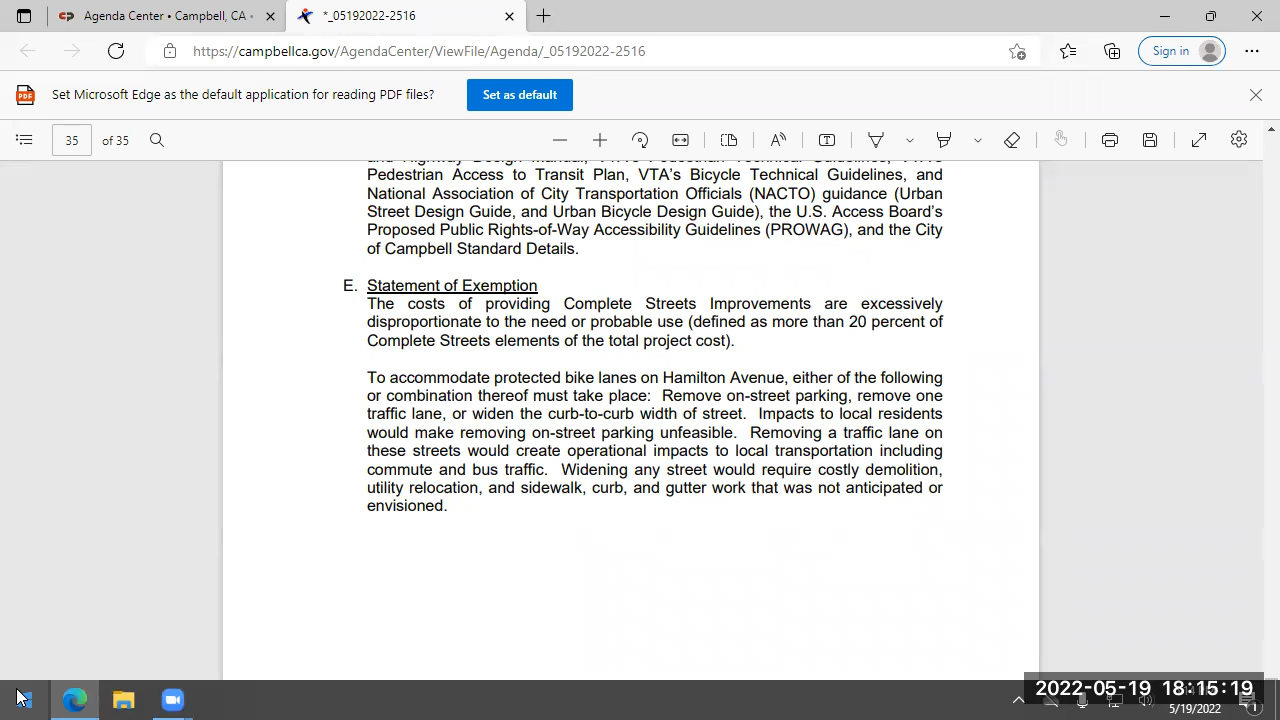 Agenda Center • Campbell, CA •
*_05192022-2516
https://campbellca.gov/AgendaCenter/ViewFile/Agenda/_05192022-2516
Sign in
PDF
Set Microsoft Edge as the default application for reading PDF files?
Set as default
35
of 35
Pedestrian Access to Transit Plan, VTA's Bicycle Technical Guidelines, and
National Association of City Transportation Officials (NACTO) guidance (Urban
Street Design Guide, and Urban Bicycle Design Guide), the U.S. Access Board's
Proposed Public Rights-of-Way Accessibility Guidelines (PROWAG), and the City
of Campbell Standard Details.
E. Statement of Exemption
The costs of providing Complete Streets Improvements are excessively
disproportionate to the need or probable use (defined as more than 20 percent of
Complete Streets elements of the total project cost).
To accommodate protected bike lanes on Hamilton Avenue, either of the following
or combination thereof must take place: Remove on-street parking, remove one
traffic lane, or widen the curb-to-curb width of street. Impacts to local residents
would make removing on-street parking unfeasible. Removing a traffic lane on
these streets would create operational impacts to local transportation including
commute and bus traffic. Widening any street would require costly demolition,
utility relocation, and sidewalk, curb, and gutter work that was not anticipated or
envisioned.
2022-05-19 18:15:19
5/19/2022
1